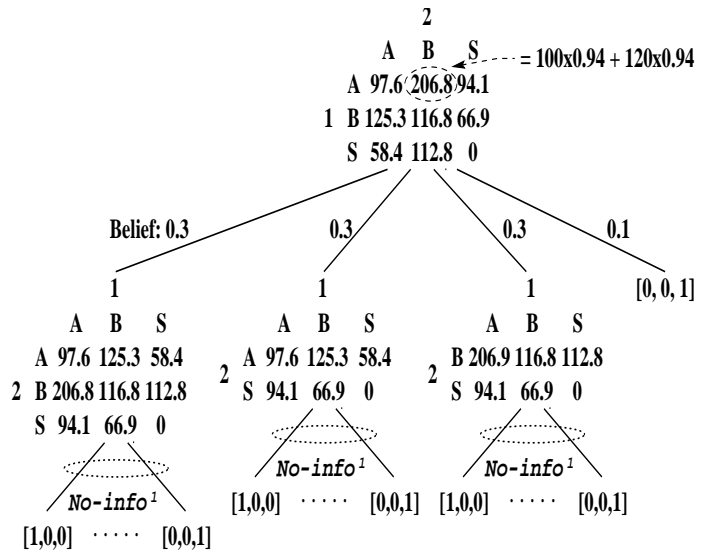 2
A B S = 100x0.94 + 120x0.94
A 97.6 206.8 94.1
1 B 125.3 116.8 66.9
S 58.4 112.8 0
Belief: 0.3 0.3 0.3 0.1
1 1 1 [0, 0, 1]
A B S A B S A B S
A 97.6 125.3 58.4 A 97.6 125.3 58.4 B 206.9 116.8 112.8
2 B 206.8 116.8 112.8 2 S 94.1 66.9 0 2 S 94.1 66.9 0
S 94.1 66.9 0
No-info¹ No-info¹
No-info¹ [1,0,0] ····· [0,0,1] [1,0,0] ····· [0,0,1]
[1,0,0] ····· [0,0,1]